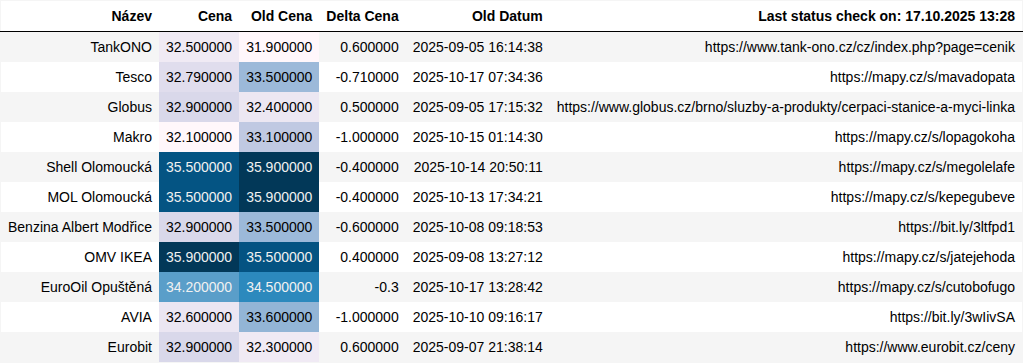 Název Cena Old Cena Delta Cena Old Datum Last status check on: 17.10.2025 13:28
TankONO 32.500000 31.900000 0.600000 2025-09-05 16:14:38 https://www.tank-ono.cz/cz/index.php?page=cenik
Tesco 32.790000 33.500000 -0.710000 2025-10-17 07:34:36 https://mapy.cz/s/mavadopata
Globus 32.900000 32.400000 0.500000 2025-09-05 17:15:32 https://www.globus.cz/brno/sluzby-a-produkty/cerpaci-stanice-a-myci-linka
Makro 32.100000 33.100000 -1.000000 2025-10-15 01:14:30 https://mapy.cz/s/lopagokoha
Shell Olomoucká 35.500000 35.900000 -0.400000 2025-10-14 20:50:11 https://mapy.cz/s/megolelafe
MOL Olomoucká 35.500000 35.900000 -0.400000 2025-10-13 17:34:21 https://mapy.cz/s/kepegubeve
Benzina Albert Modřice 32.900000 33.500000 -0.600000 2025-10-08 09:18:53 https://bit.ly/3ltfpd1
OMV IKEA 35.900000 35.500000 0.400000 2025-09-08 13:27:12 https://mapy.cz/s/jatejehoda
EuroOil Opuštěná 34.200000 34.500000 -0.3 2025-10-17 13:28:42 https://mapy.cz/s/cutobofugo
AVIA 32.600000 33.600000 -1.000000 2025-10-10 09:16:17 https://bit.ly/3wIivSA
Eurobit 32.900000 32.300000 0.600000 2025-09-07 21:38:14 https://www.eurobit.cz/ceny